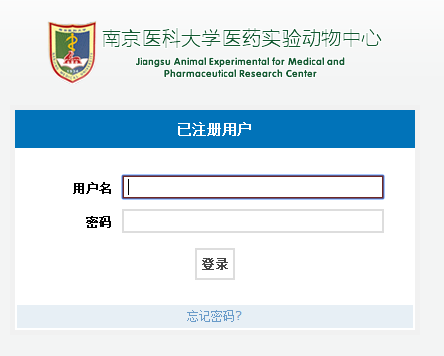 南京医科大学医药实验动物中心
Jiangsu Animal Experimental for Medical and
Pharmaceutical Research Center
已注册用户
用户名
密码
登录
忘记密码?